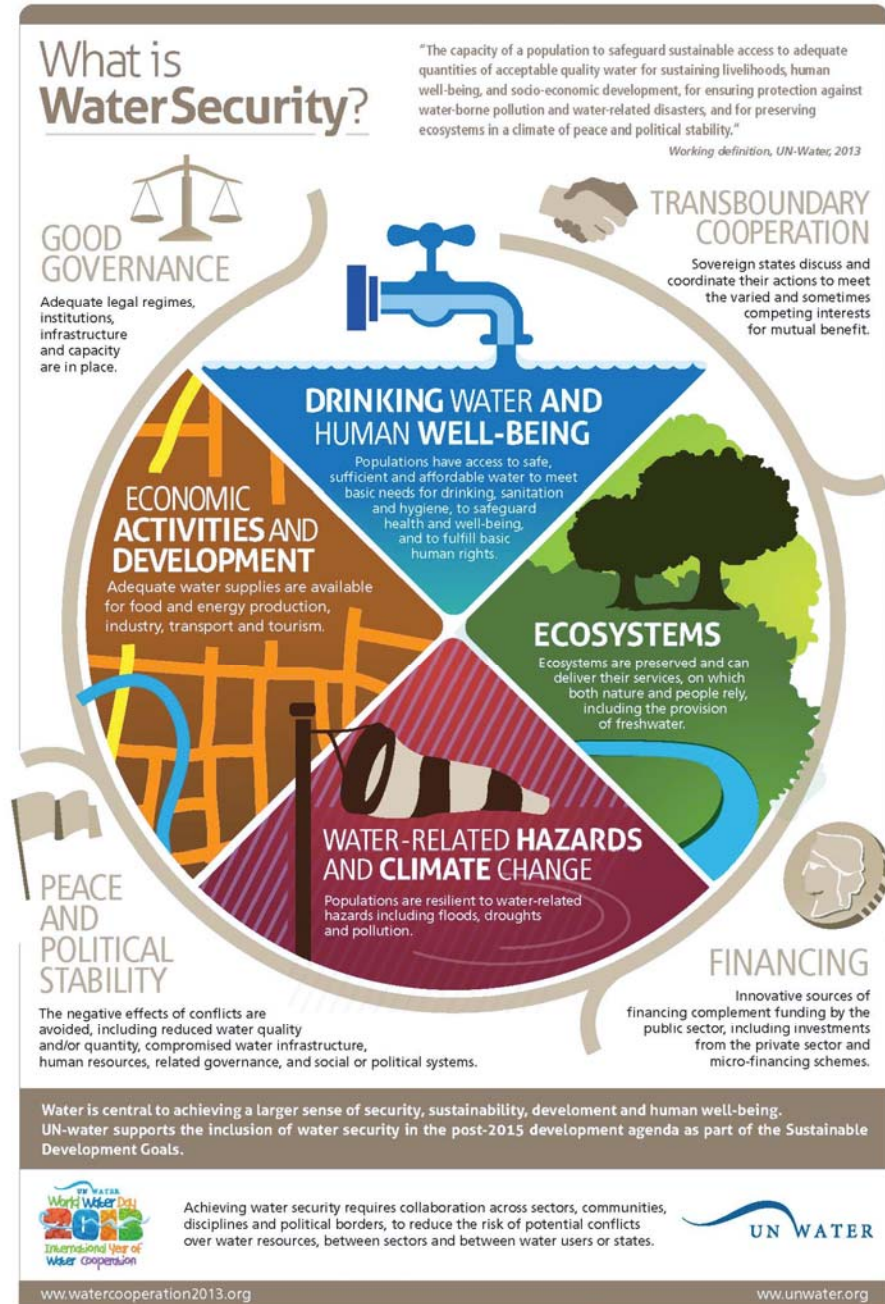 What is
WaterSecurity?
"The capacity of a population to safeguard sustainable access to adequate
quantities of acceptable quality water for sustaining livelihoods, human
well-being, and socio-economic development, for ensuring protection against
water-borne pollution and water-related disasters, and for preserving
ecosystems in a climate of peace and political stability."
Working definition, UN-Water, 2013
GOOD
GOVERNANCE
Adequate legal regimes,
institutions,
infrastructure
and capacity
are in place.
TRANSBOUNDARY
COOPERATION
Sovereign states discuss and
coordinate their actions to meet
the varied and sometimes
competing interests
for mutual benefit.
DRINKING WATER AND
HUMAN WELL-BEING
Populations have access to safe,
sufficient and affordable water to meet
basic needs for drinking, sanitation
and hygiene, to safeguard
health and well-being,
and to fulfill basic
human rights.
ECONOMIC
ACTIVITIES AND
DEVELOPMENT
Adequate water supplies are available
for food and energy production,
industry, transport and tourism.
ECOSYSTEMS
Ecosystems are preserved and can
deliver their services, on which
both nature and people rely,
including the provision
of freshwater.
WATER-RELATED HAZARDS
AND CLIMATE CHANGE
Populations are resilient to water-related
hazards including floods, droughts
and pollution.
PEACE
AND
POLITICAL
STABILITY
The negative effects of conflicts are
avoided, including reduced water quality
and/or quantity, compromised water infrastructure,
human resources, related governance, and social or political systems.
FINANCING
Innovative sources of
financing complement funding by the
public sector, including investments
from the private sector and
micro-financing schemes.
Water is central to achieving a larger sense of security, sustainability, develoment and human well-being.
UN-water supports the inclusion of water security in the post-2015 development agenda as part of the Sustainable
Development Goals.
UN WATER
World Water Day
2013
International Year of
Water Cooperation
Achieving water security requires collaboration across sectors, communities,
disciplines and political borders, to reduce the risk of potential conflicts
over water resources, between sectors and between water users or states.
UN WATER
ww.watercooperation2013.org
ww.unwater.org